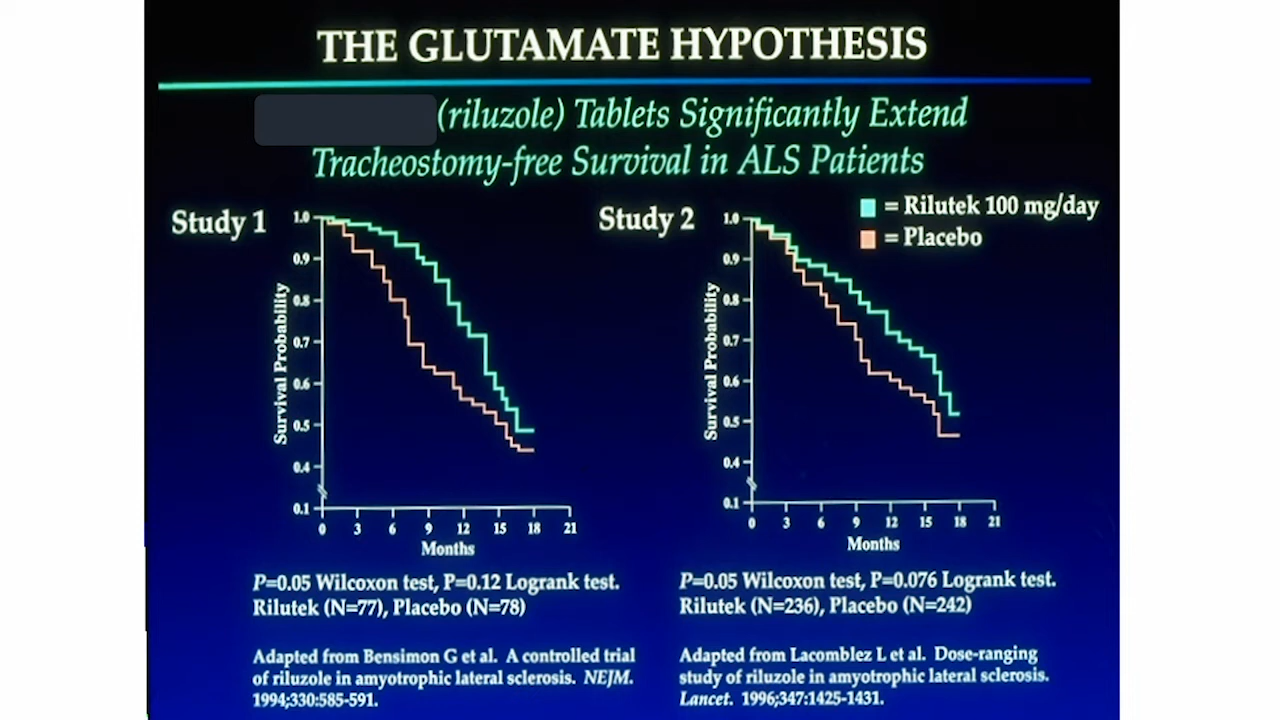 THE GLUTAMATE HYPOTHESIS
(riluzole) Tablets Significantly Extend
Tracheostomy-free Survival in ALS Patients
Study 1
1.0
0.9
0.8
0.7
0.6
0.5
0.4
0.1
Survival Probability
0 3 6 9 12 15 18 21
Months
P=0.05 Wilcoxon test, P=0.12 Logrank test.
Rilutek (N=77), Placebo (N=78)
Adapted from Bensimon G et al. A controlled trial
of riluzole in amyotrophic lateral sclerosis. NEJM.
1994;330:585-591.
Study 2
= Rilutek 100 mg/day
= Placebo
1.0
0.9
0.8
0.7
0.6
0.5
0.4
0.1
Survival Probability
0 3 6 9 12 15 18 21
Months
P=0.05 Wilcoxon test, P=0.076 Logrank test.
Rilutek (N=236), Placebo (N=242)
Adapted from Lacomblez L et al. Dose-ranging
study of riluzole in amyotrophic lateral sclerosis.
Lancet. 1996;347:1425-1431.